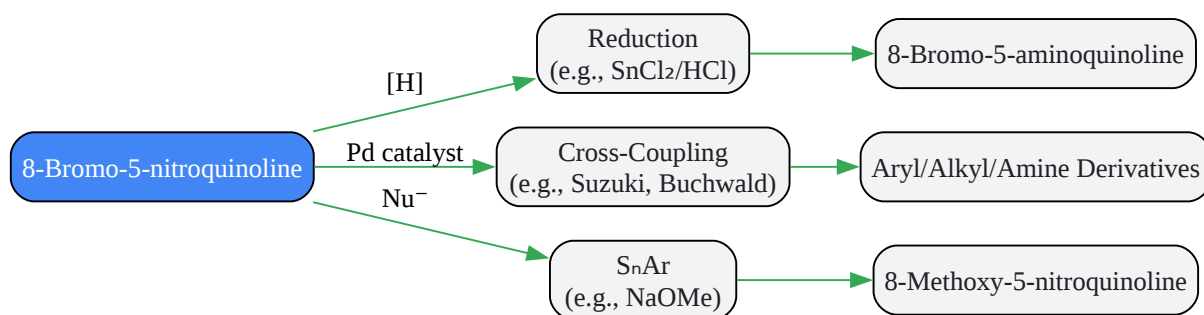 Reduction
(e.g., SnCl₂/HCl)
8-Bromo-5-aminoquinoline
[H]
8-Bromo-5-nitroquinoline
Pd catalyst
Cross-Coupling
(e.g., Suzuki, Buchwald)
Aryl/Alkyl/Amine Derivatives
Nu⁻
SₙAr
(e.g., NaOMe)
8-Methoxy-5-nitroquinoline